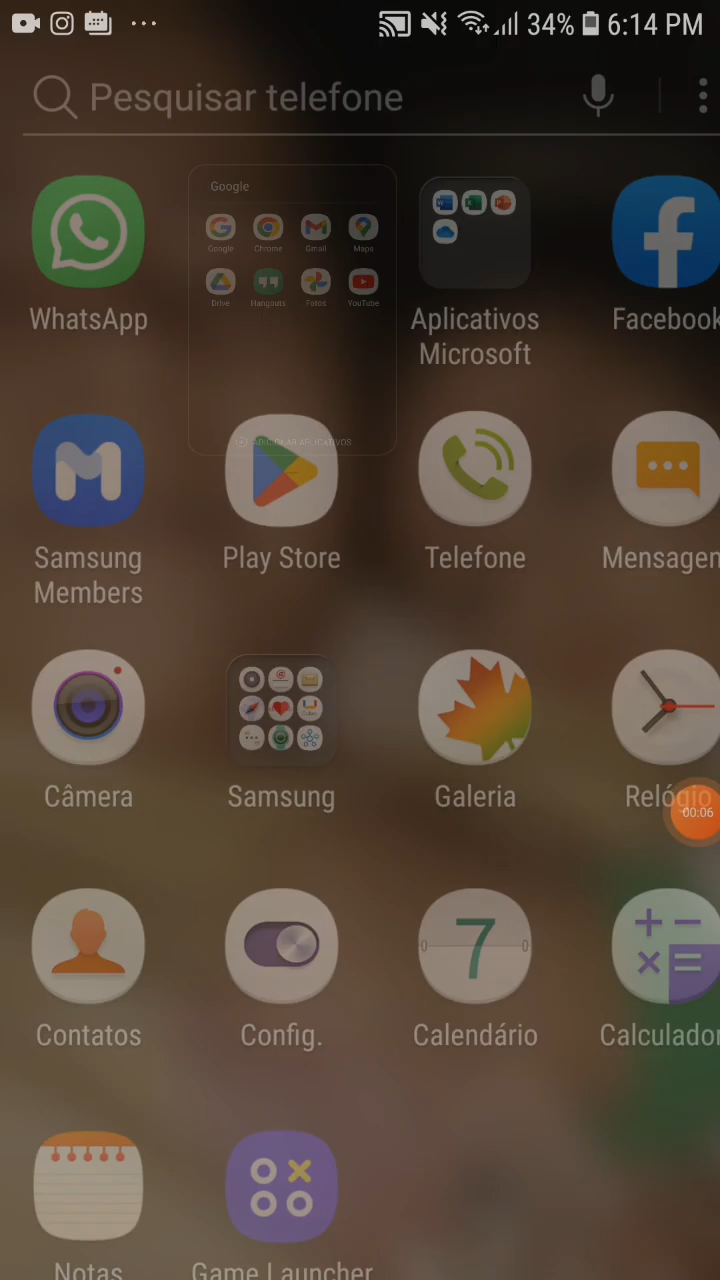 34% 6:14 PM
Pesquisar telefone
Google
Google Chrome Gmail Maps
Drive Hangouts Fotos YouTube
ADICIONAR APLICATIVOS
WhatsApp
Aplicativos
Microsoft
Facebook
Samsung
Members
Play Store
Telefone
Mensagen
Câmera
Samsung
Galeria
Relógio
00:06
Contatos
Config.
7
Calendário
Calculador
Notas
Game Launcher